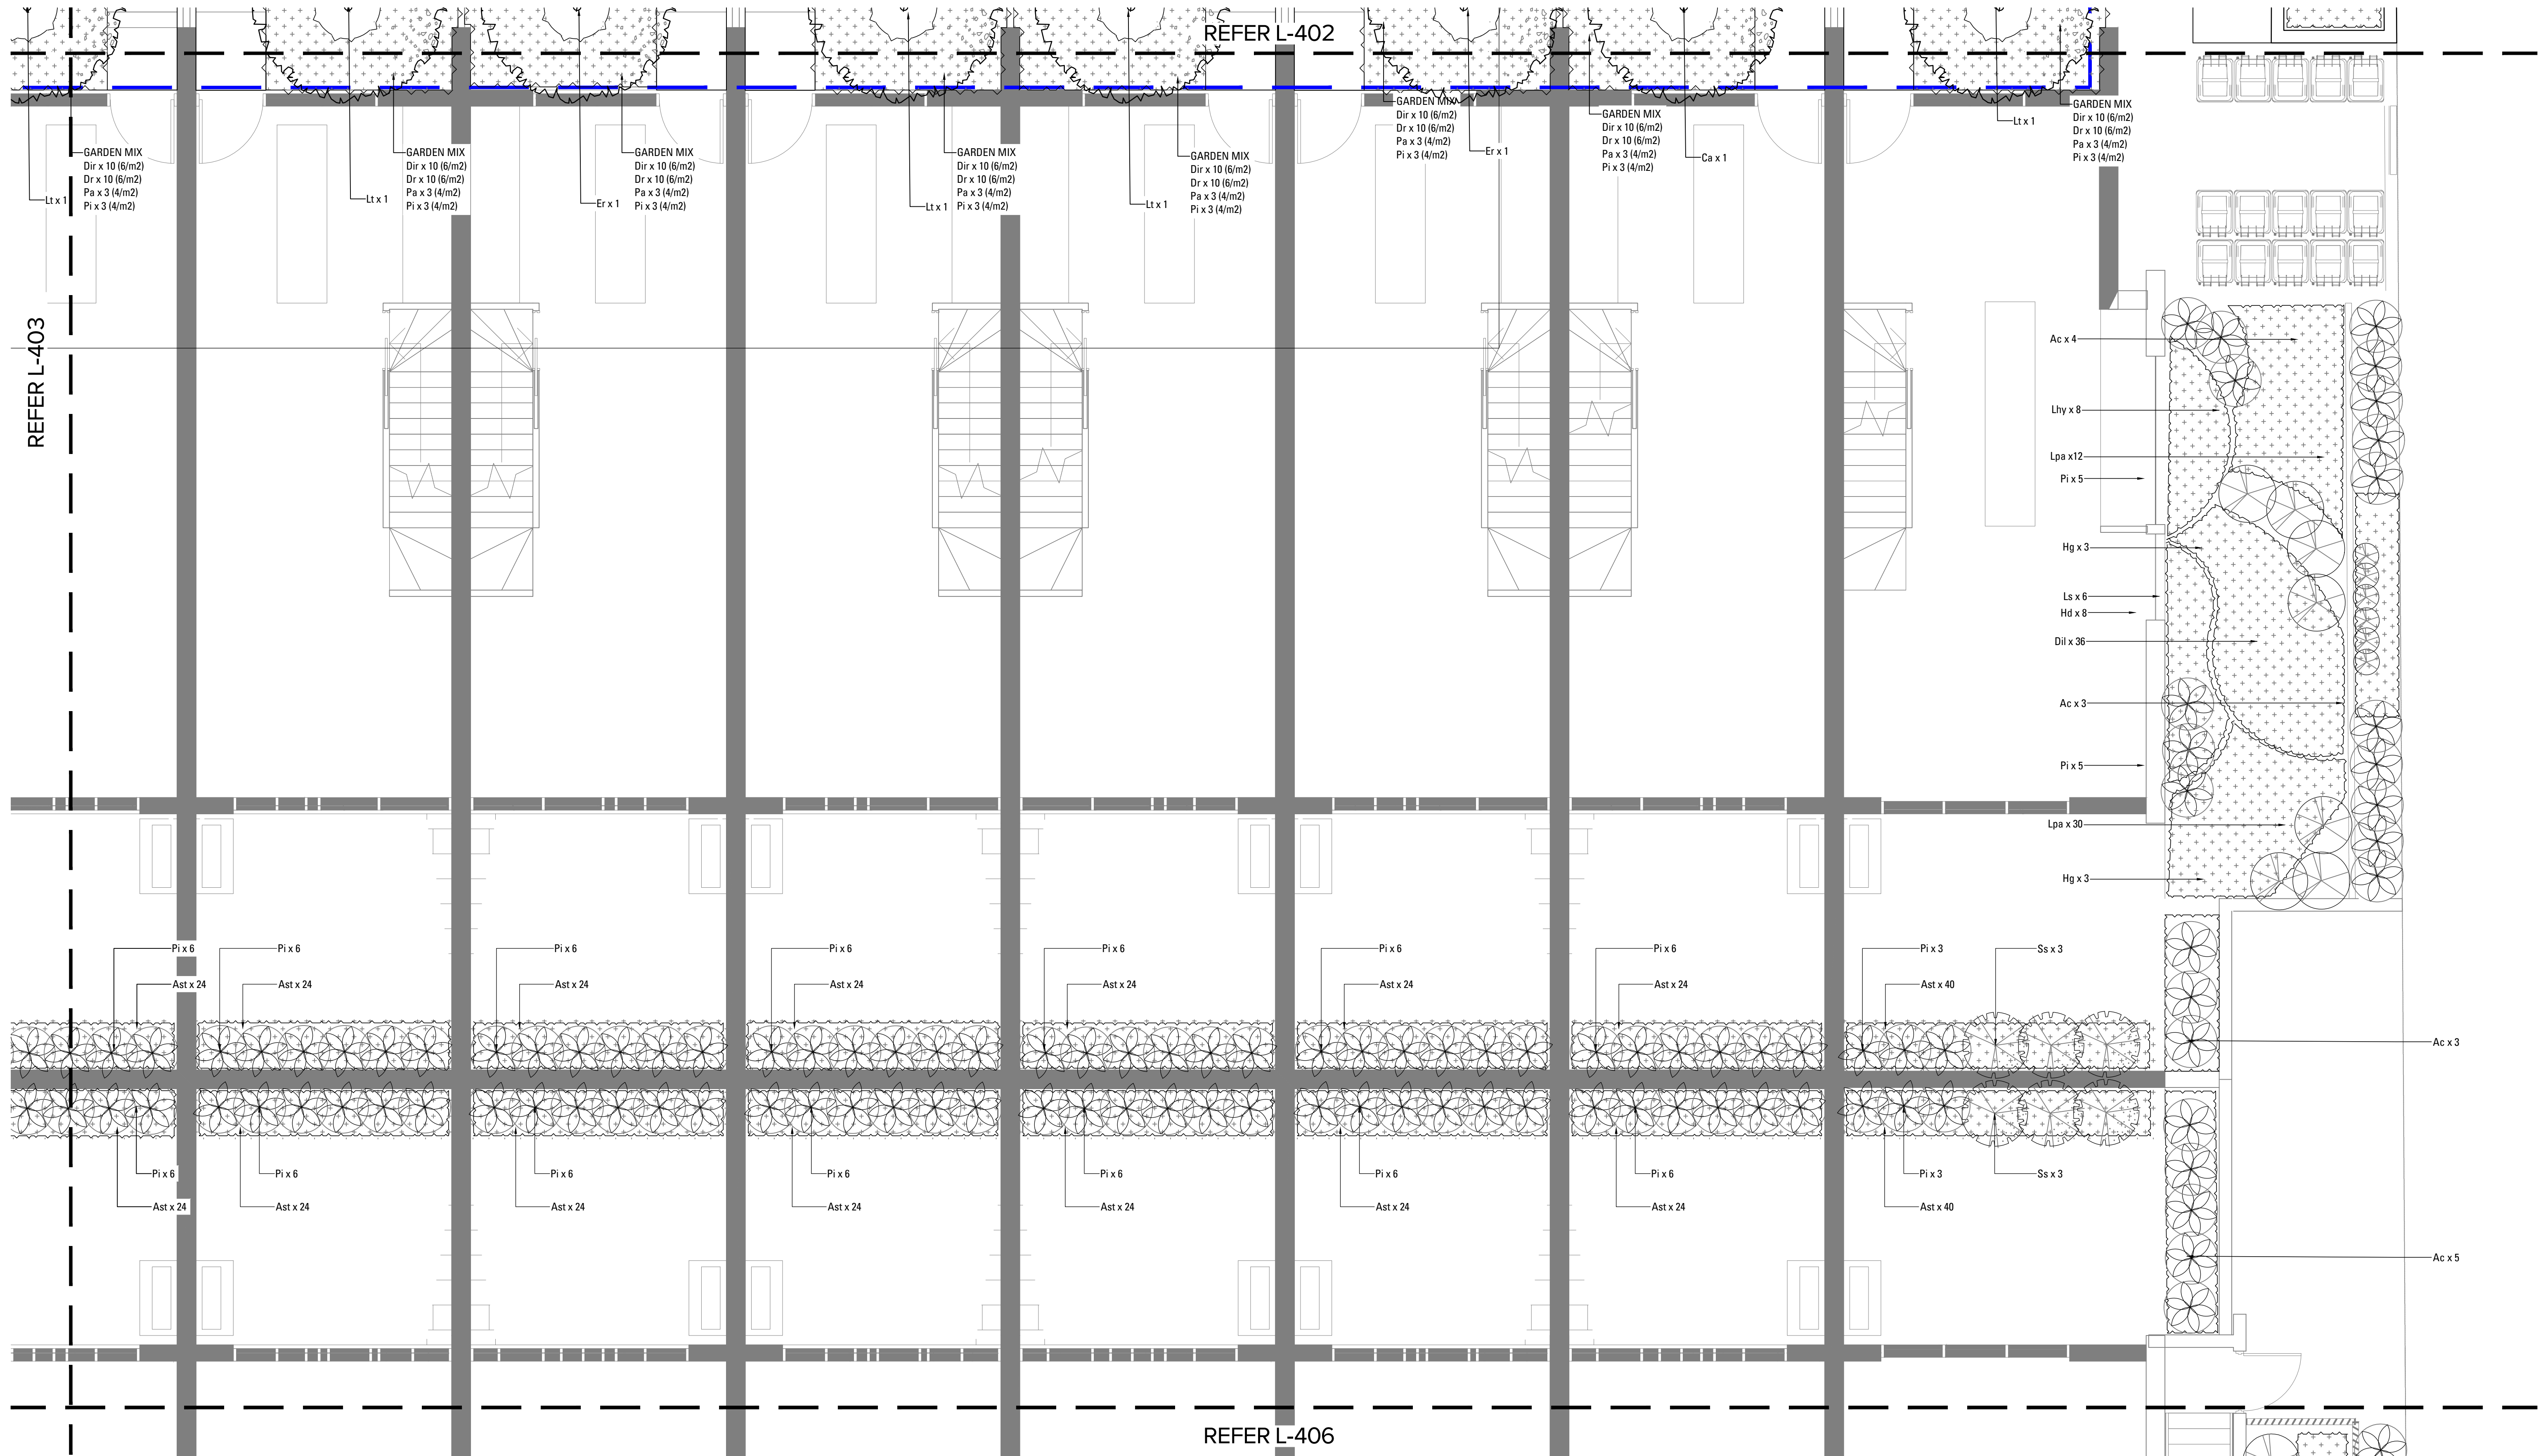 REFER L-402
REFER L-403
Lt x 1
GARDEN MIX
Dir x 10 (6/m2)
Dr x 10 (6/m2)
Pa x 3 (4/m2)
Pi x 3 (4/m2)
Lt x 1
GARDEN MIX
Dir x 10 (6/m2)
Dr x 10 (6/m2)
Pa x 3 (4/m2)
Pi x 3 (4/m2)
Er x 1
GARDEN MIX
Dir x 10 (6/m2)
Dr x 10 (6/m2)
Pa x 3 (4/m2)
Pi x 3 (4/m2)
Lt x 1
GARDEN MIX
Dir x 10 (6/m2)
Dr x 10 (6/m2)
Pa x 3 (4/m2)
Pi x 3 (4/m2)
Lt x 1
GARDEN MIX
Dir x 10 (6/m2)
Dr x 10 (6/m2)
Pa x 3 (4/m2)
Pi x 3 (4/m2)
GARDEN MIX
Dir x 10 (6/m2)
Dr x 10 (6/m2)
Pa x 3 (4/m2)
Pi x 3 (4/m2)
Er x 1
GARDEN MIX
Dir x 10 (6/m2)
Dr x 10 (6/m2)
Pa x 3 (4/m2)
Pi x 3 (4/m2)
Ca x 1
Lt x 1
GARDEN MIX
Dir x 10 (6/m2)
Dr x 10 (6/m2)
Pa x 3 (4/m2)
Pi x 3 (4/m2)
Ac x 4
Lhy x 8
Lpa x12
Pi x 5
Hg x 3
Ls x 6
Hd x 8
Dil x 36
Ac x 3
Pi x 5
Lpa x 30
Hg x 3
Pi x 6
Pi x 6
Pi x 6
Pi x 6
Pi x 6
Pi x 6
Pi x 6
Pi x 3
Ss x 3
Ast x 24
Ast x 24
Ast x 24
Ast x 24
Ast x 24
Ast x 24
Ast x 24
Ast x 40
Ac x 3
Pi x 6
Pi x 6
Pi x 6
Pi x 6
Pi x 6
Pi x 6
Pi x 6
Pi x 3
Ss x 3
Ast x 24
Ast x 24
Ast x 24
Ast x 24
Ast x 24
Ast x 24
Ast x 24
Ast x 40
Ac x 5
REFER L-406